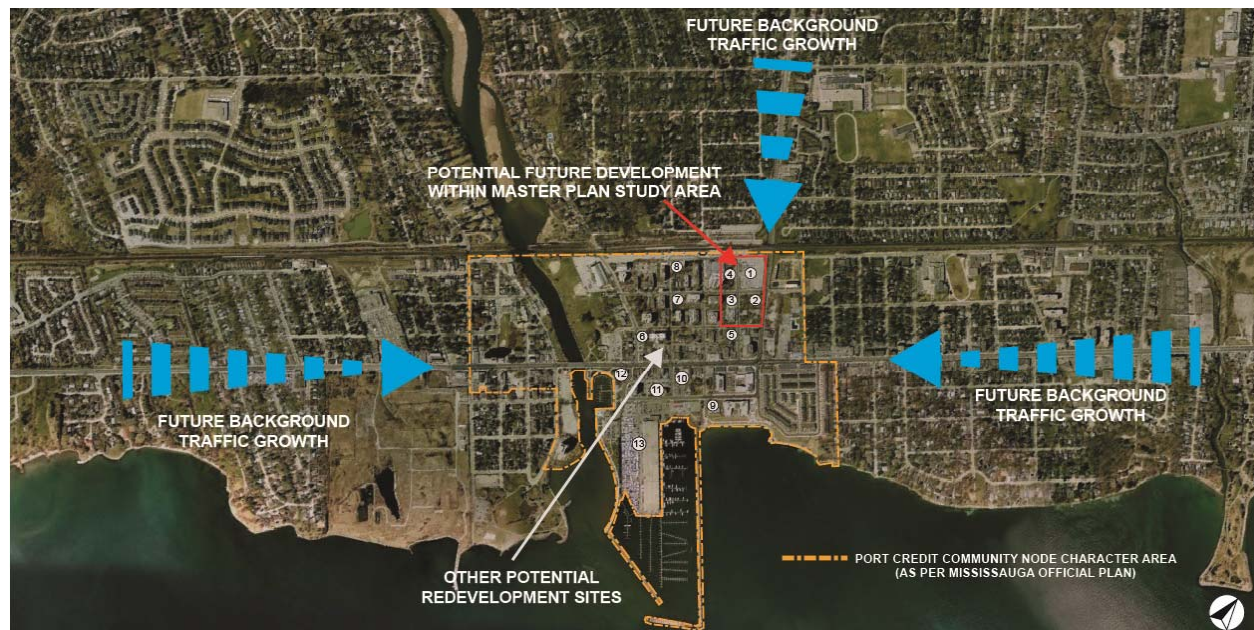 FUTURE BACKGROUND
TRAFFIC GROWTH
POTENTIAL FUTURE DEVELOPMENT
WITHIN MASTER PLAN STUDY AREA
8
4
1
7
3
2
8
5
12
10
11
9
13
FUTURE BACKGROUND
TRAFFIC GROWTH
FUTURE BACKGROUND
TRAFFIC GROWTH
OTHER POTENTIAL
REDEVELOPMENT SITES
PORT CREDIT COMMUNITY NODE CHARACTER AREA
(AS PER MISSISSAUGA OFFICIAL PLAN)